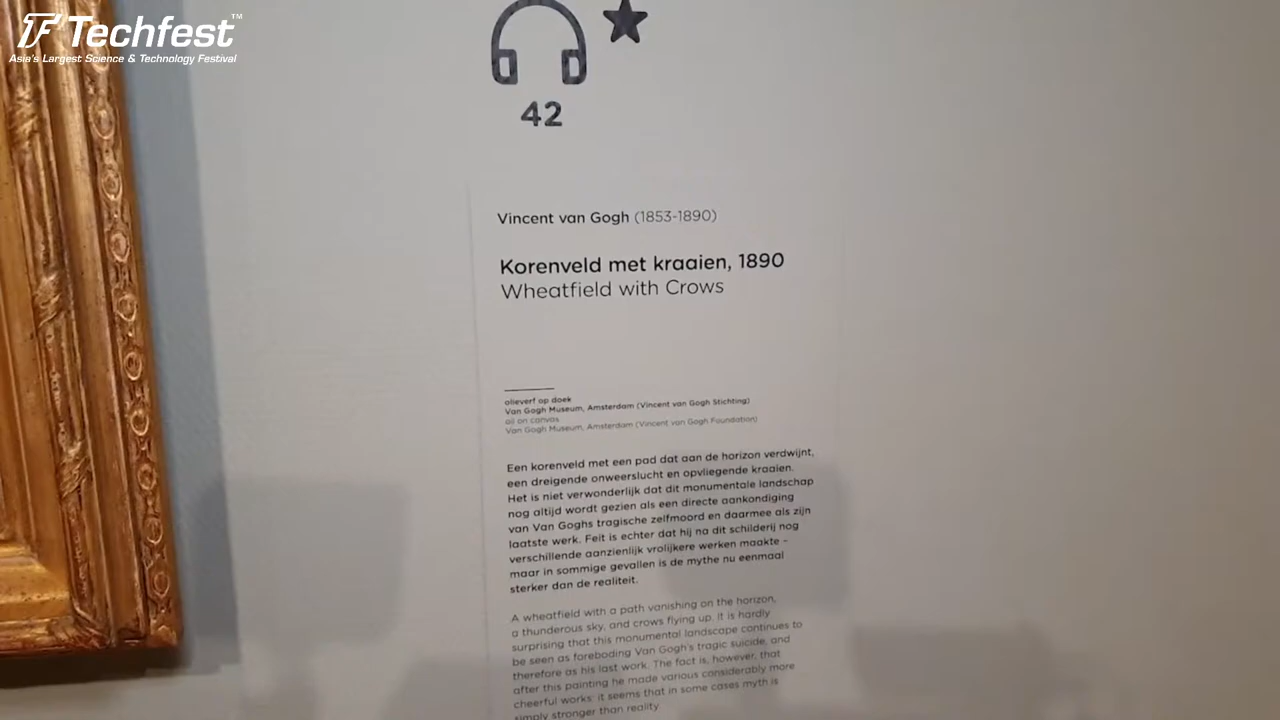 TF Techfest™
Asia's Largest Science & Technology Festival
42
Vincent van Gogh (1853-1890)
Korenveld met kraaien, 1890
Wheatfield with Crows
olieverf op doek
Van Gogh Museum, Amsterdam (Vincent van Gogh Stichting)
oil on canvas
Van Gogh Museum, Amsterdam (Vincent van Gogh Foundation)
Een korenveld met een pad dat aan de horizon verdwijnt,
een dreigende onweerslucht en opvliegende kraaien.
Het is niet verwonderlijk dat dit monumentale landschap
nog altijd wordt gezien als een directe aankondiging
van Van Goghs tragische zelfmoord en daarmee als zijn
laatste werk. Feit is echter dat hij na dit schilderij nog
verschillende aanzienlijk vrolijkere werken maakte –
maar in sommige gevallen is de mythe nu eenmaal
sterker dan de realiteit.
A wheatfield with a path vanishing on the horizon,
a thunderous sky, and crows flying up. It is hardly
surprising that this monumental landscape continues to
be seen as foreboding Van Gogh's tragic suicide, and
therefore as his last work. The fact is, however, that
after this painting he made various considerably more
cheerful works: it seems that in some cases myth is
simply stronger than reality